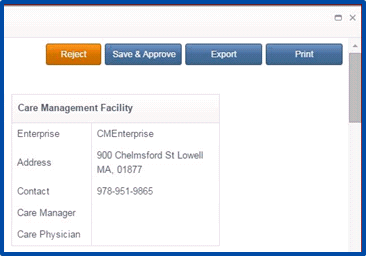 Reject Save & Approve Export Print
Care Management Facility
Enterprise CMEnterprise
Address 900 Chelmsford St Lowell
MA, 01877
Contact 978-951-9865
Care Manager
Care Physician